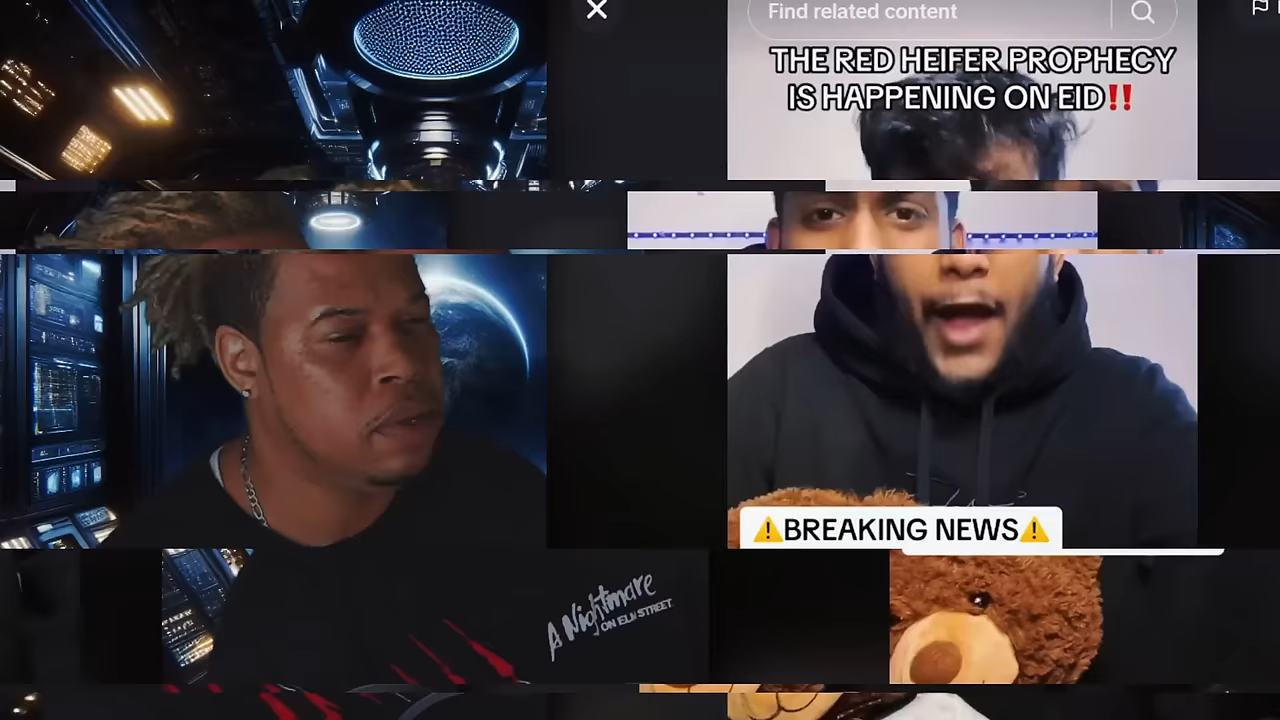 Find related content
THE RED HEIFER PROPHECY
IS HAPPENING ON EID‼️
⚠️BREAKING NEWS⚠️
A Nightmare
ON ELM STREET